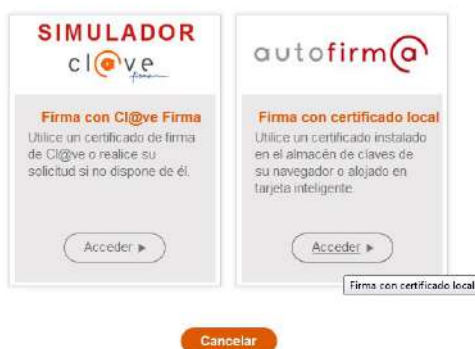 SIMULADOR
cl@ve
firma
Firma con Cl@ve Firma
Utilice un certificado de firma
de Cl@ve o realice su
solicitud si no dispone de él.
Acceder ▶
autofirm@
Firma con certificado local
Utilice un certificado instalado
en el almacén de claves de
su navegador o alojado en
tarjeta inteligente.
Acceder ▶
Firma con certificado local
Cancelar